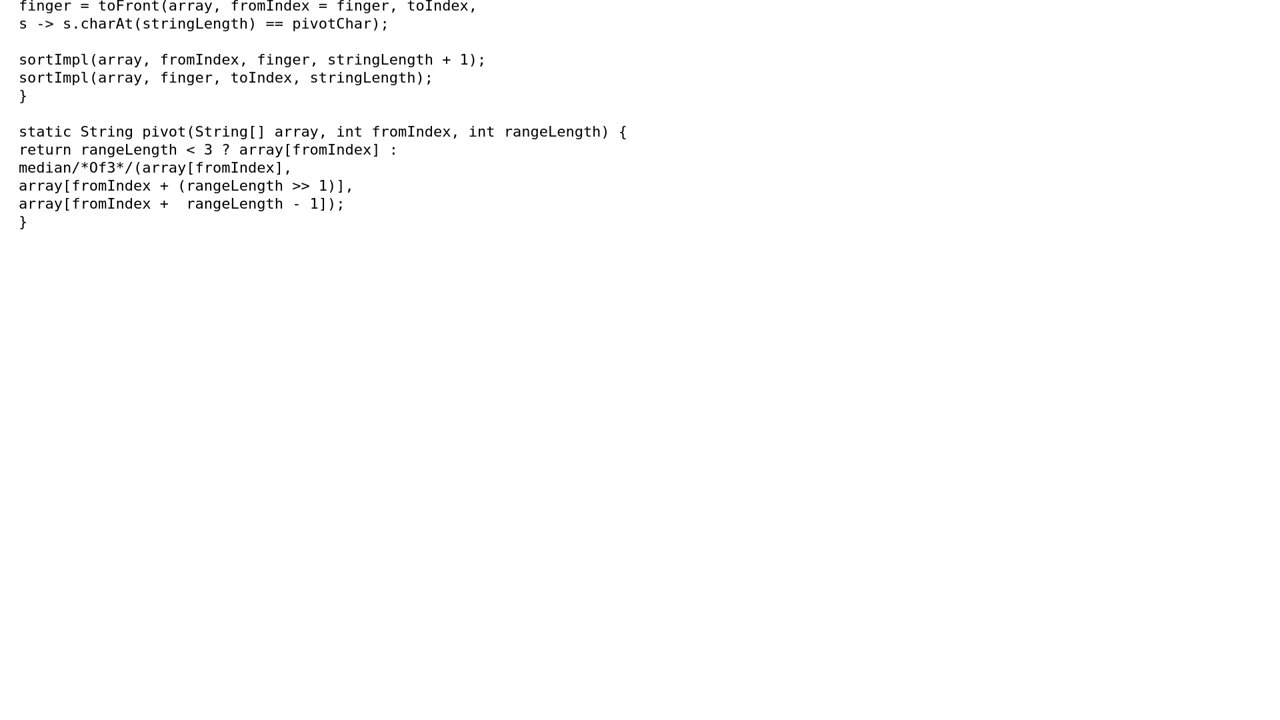 finger = toFront(array, fromIndex = finger, toIndex,
s -> s.charAt(stringLength) == pivotChar);

sortImpl(array, fromIndex, finger, stringLength + 1);
sortImpl(array, finger, toIndex, stringLength);
}

static String pivot(String[] array, int fromIndex, int rangeLength) {
return rangeLength < 3 ? array[fromIndex] :
median/*Of3*/(array[fromIndex],
array[fromIndex + (rangeLength >> 1)],
array[fromIndex +  rangeLength - 1]);
}